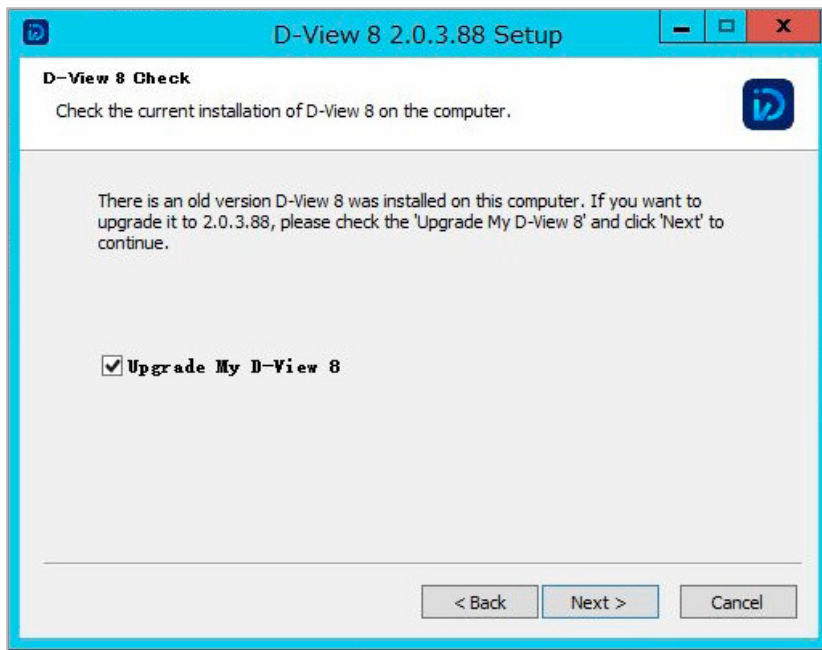 D-View 8 2.0.3.88 Setup
D-View 8 Check
Check the current installation of D-View 8 on the computer.
There is an old version D-View 8 was installed on this computer. If you want to
upgrade it to 2.0.3.88, please check the 'Upgrade My D-View 8' and click 'Next' to
continue.
Upgrade My D-View 8
< Back
Next >
Cancel